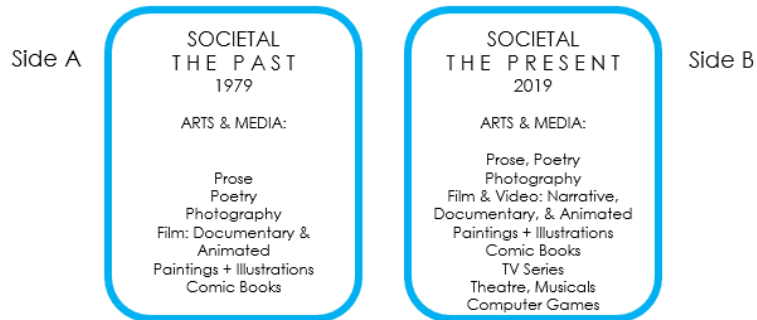 Side A
SOCIETAL
THE PAST
1979
ARTS & MEDIA:
Prose
Poetry
Photography
Film: Documentary &
Animated
Paintings + Illustrations
Comic Books
SOCIETAL
THE PRESENT
2019
ARTS & MEDIA:
Prose, Poetry
Photography
Film & Video: Narrative,
Documentary, & Animated
Paintings + Illustrations
Comic Books
TV Series
Theatre, Musicals
Computer Games
Side B